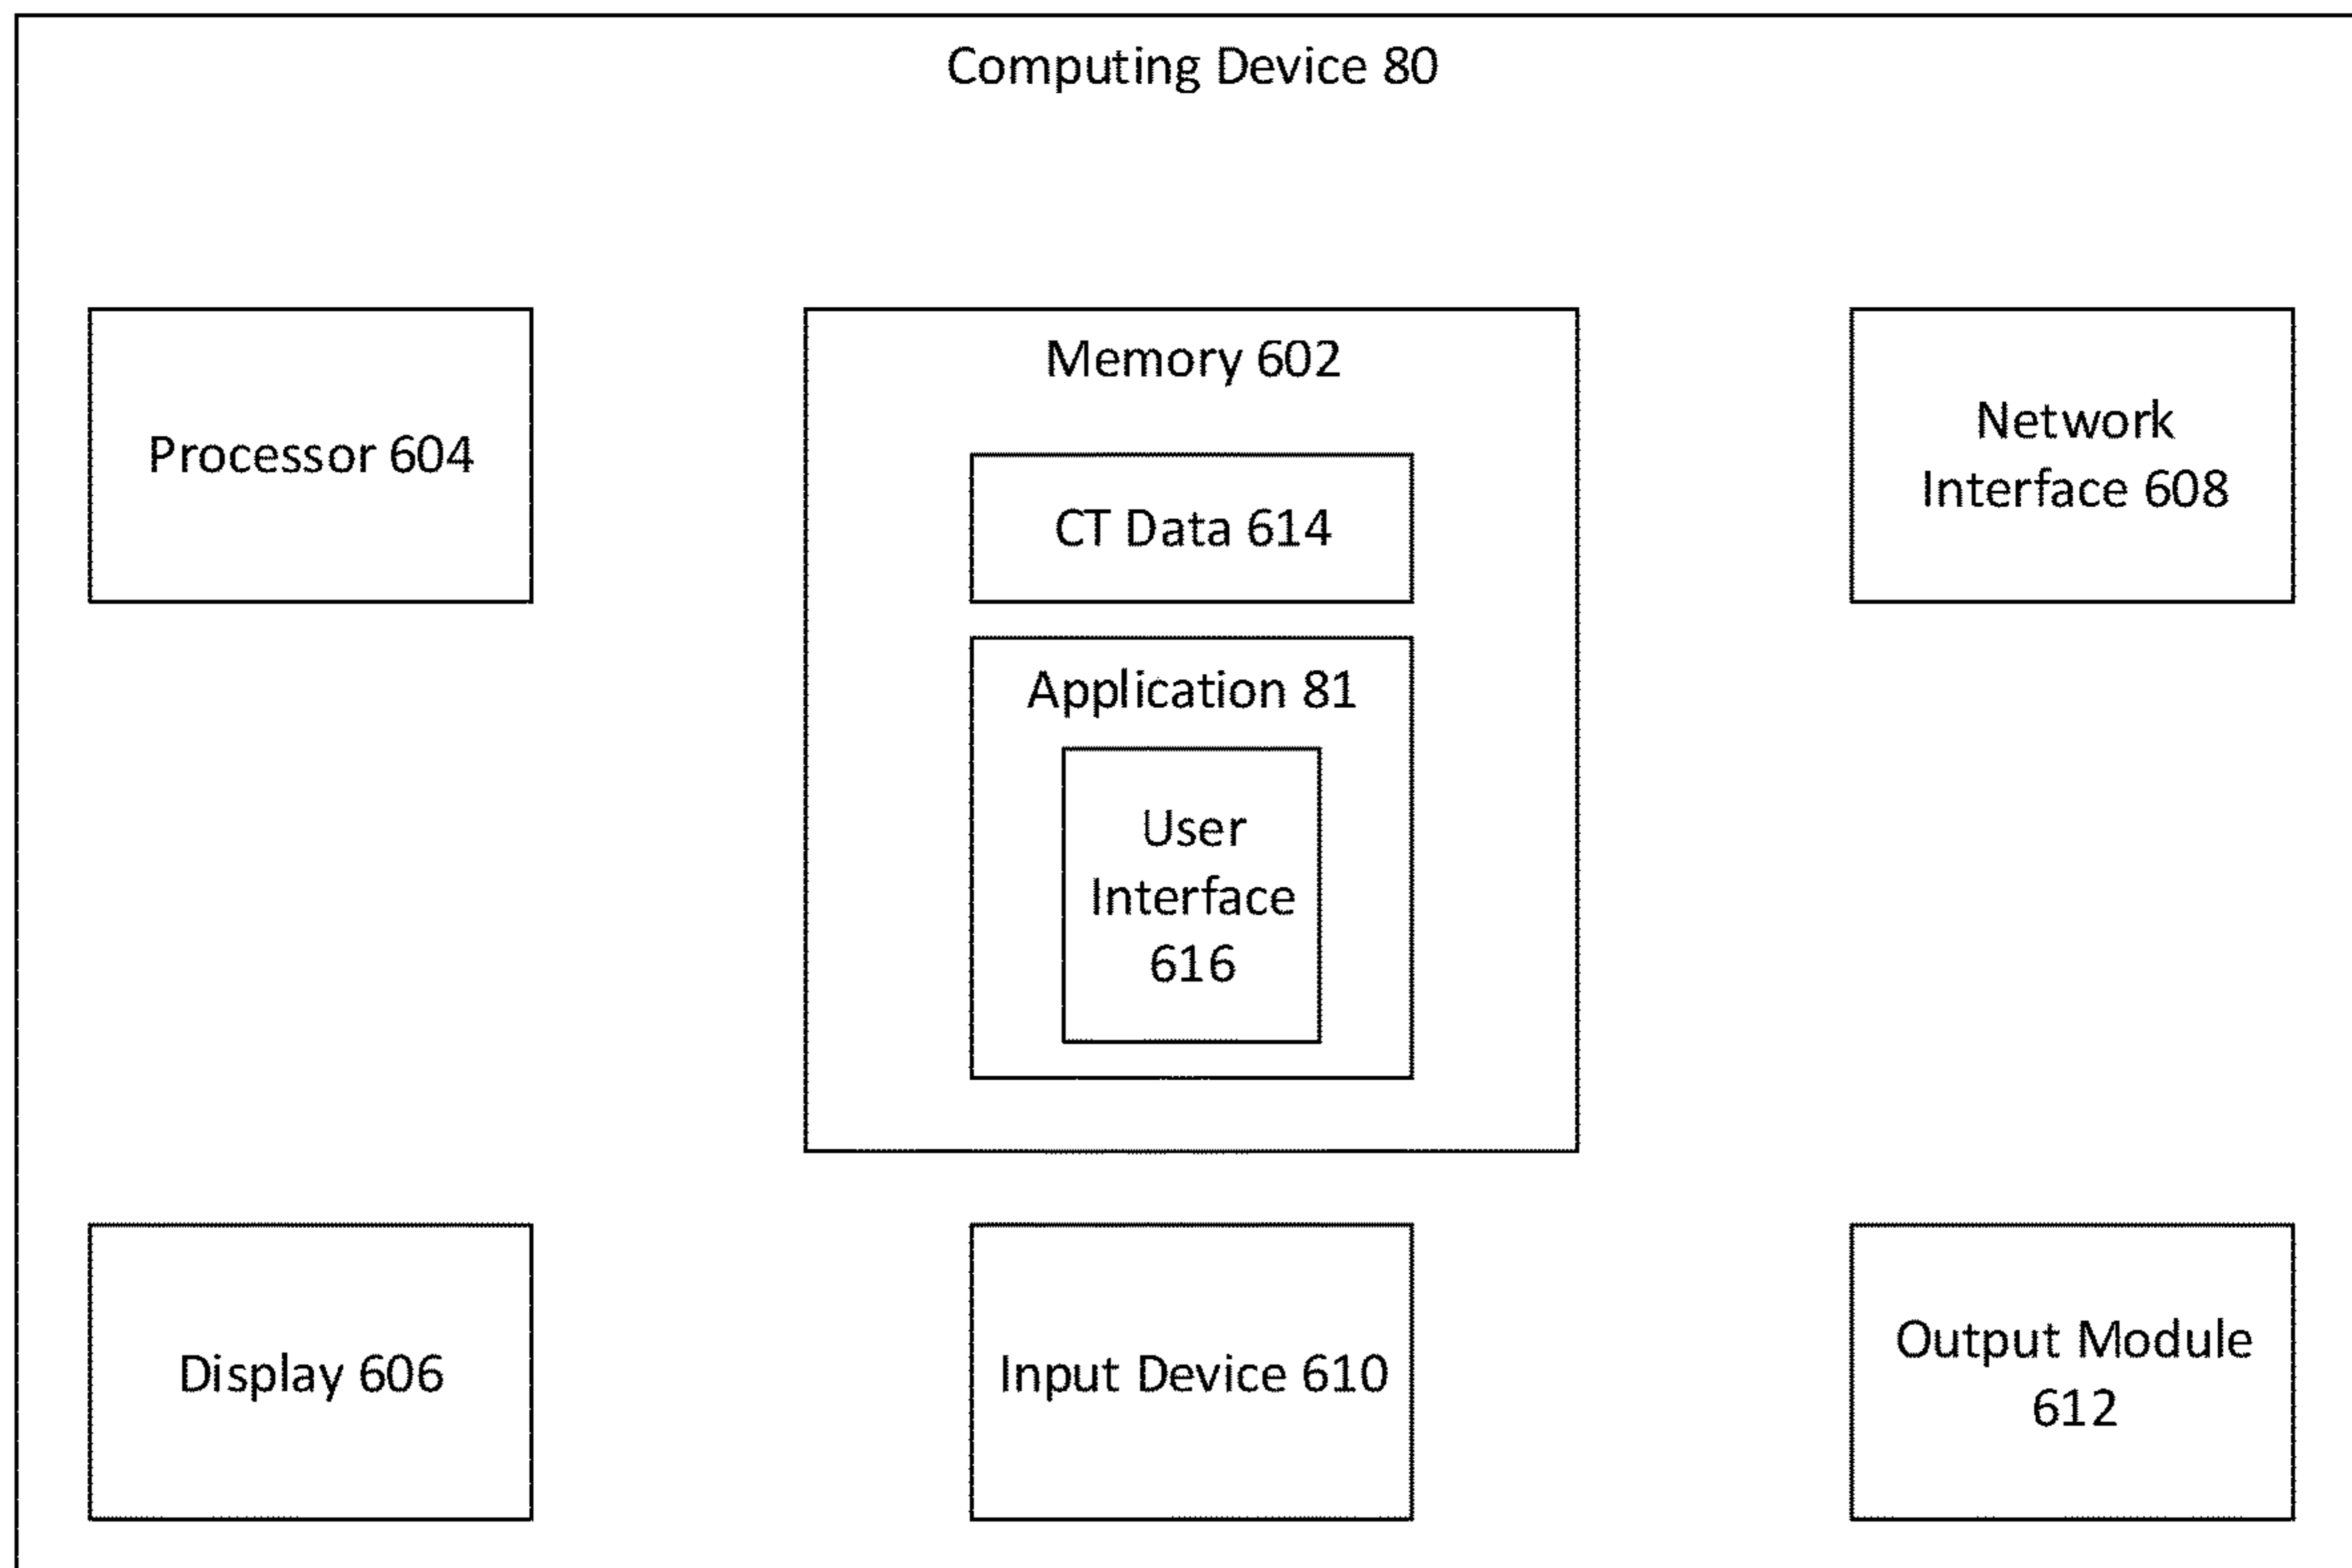 Computing Device 80
Processor 604
Memory 602
CT Data 614
Application 81
User
Interface
616
Network
Interface 608
Display 606
Input Device 610
Output Module
612